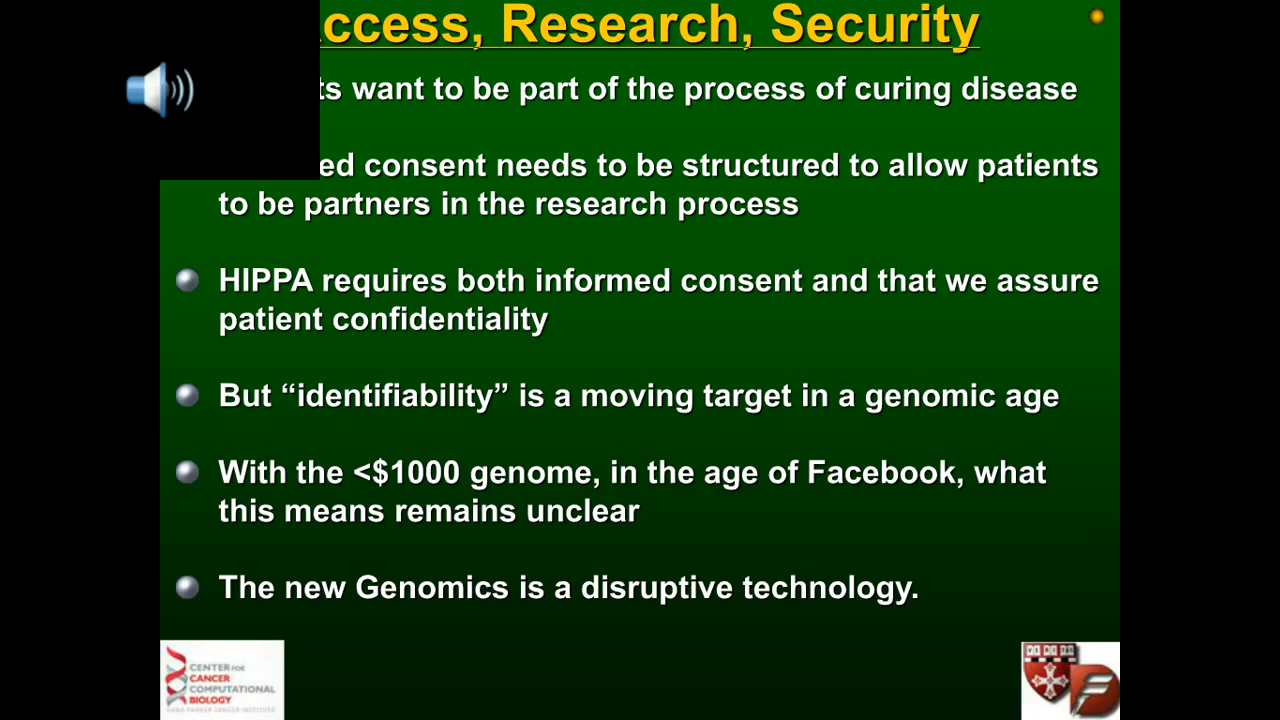 ccess, Research, Security
ts want to be part of the process of curing disease
ed consent needs to be structured to allow patients
to be partners in the research process
HIPPA requires both informed consent and that we assure
patient confidentiality
But “identifiability” is a moving target in a genomic age
With the <$1000 genome, in the age of Facebook, what
this means remains unclear
The new Genomics is a disruptive technology.
CENTER FOR
CANCER
COMPUTATIONAL
BIOLOGY